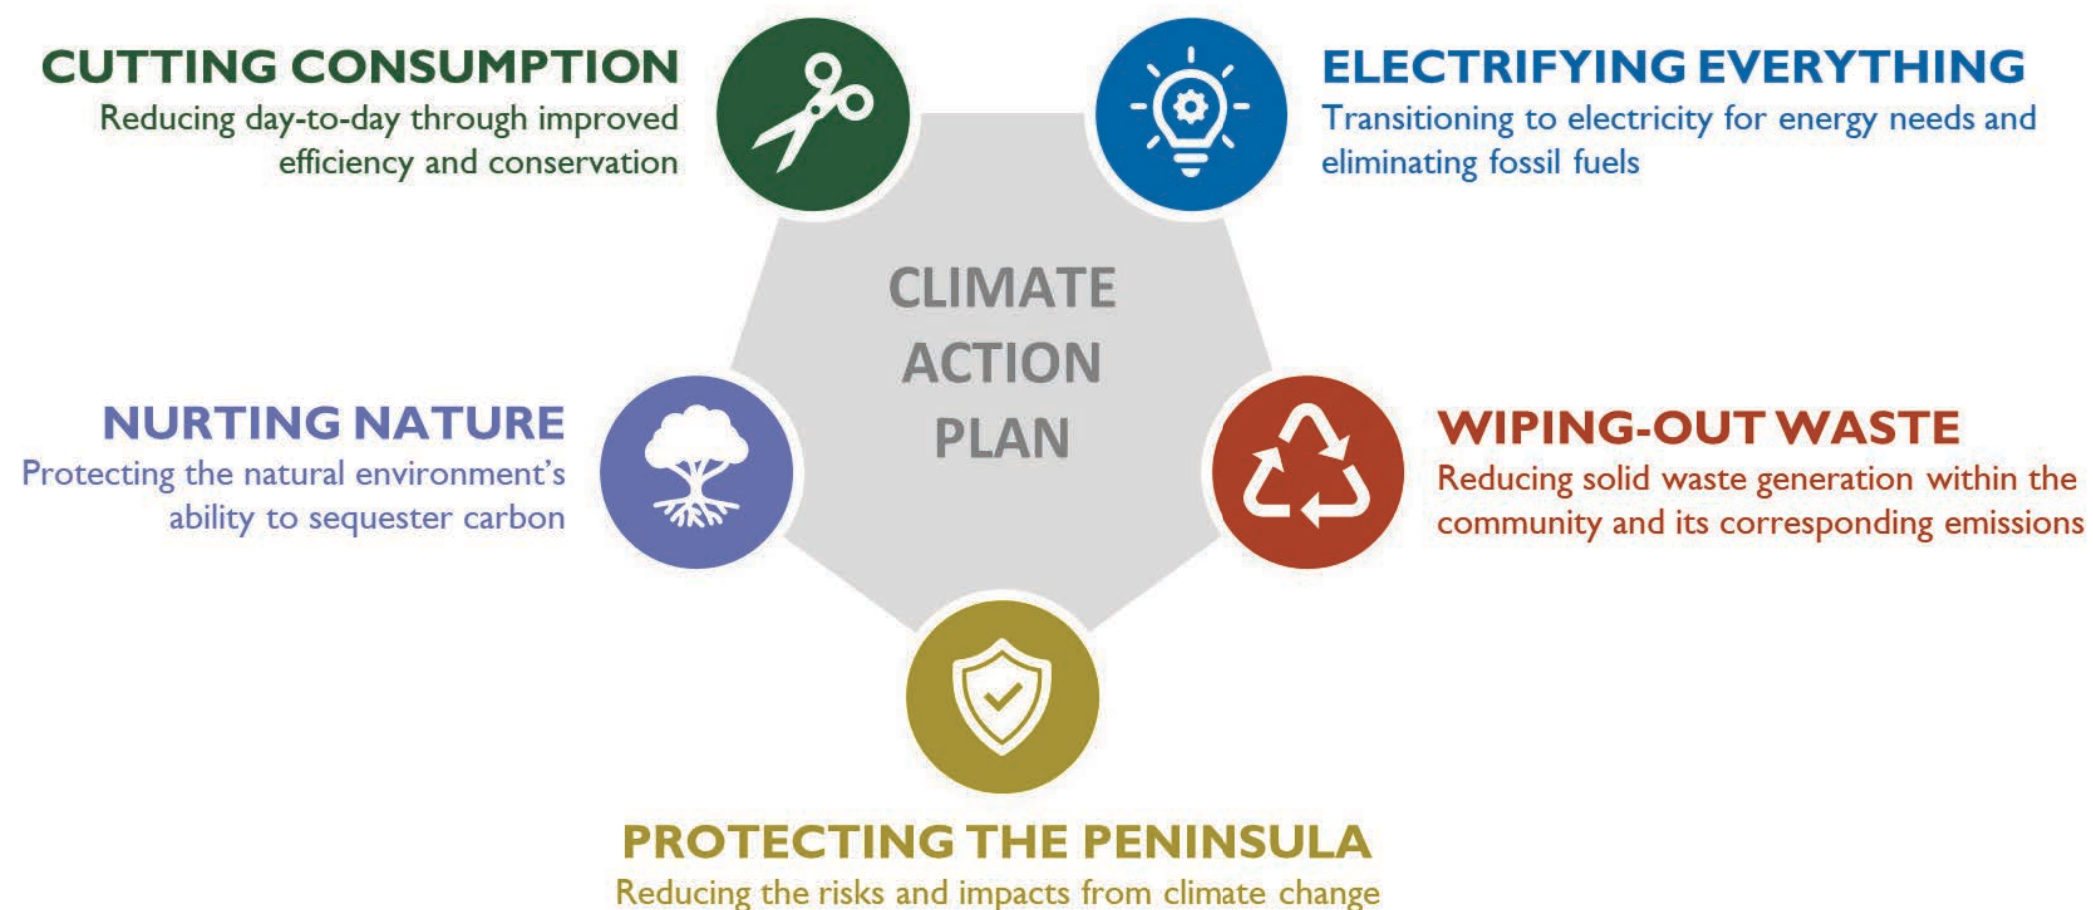 CUTTING CONSUMPTION
Reducing day-to-day through improved
efficiency and conservation
ELECTRIFYING EVERYTHING
Transitioning to electricity for energy needs and
eliminating fossil fuels
CLIMATE
ACTION
PLAN
NURTING NATURE
Protecting the natural environment's
ability to sequester carbon
WIPING-OUT WASTE
Reducing solid waste generation within the
community and its corresponding emissions
PROTECTING THE PENINSULA
Reducing the risks and impacts from climate change